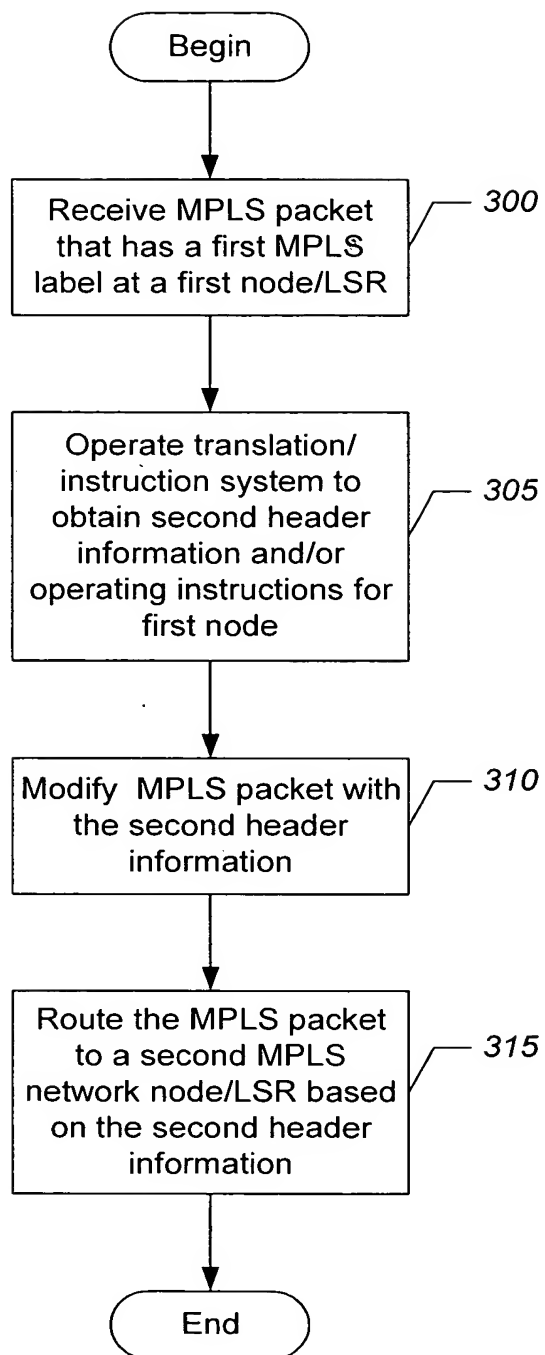 Begin
Receive MPLS packet
that has a first MPLS
label at a first node/LSR
300
Operate translation/
instruction system to
obtain second header
information and/or
operating instructions for
first node
305
Modify MPLS packet with
the second header
information
310
Route the MPLS packet
to a second MPLS
network node/LSR based
on the second header
information
315
End